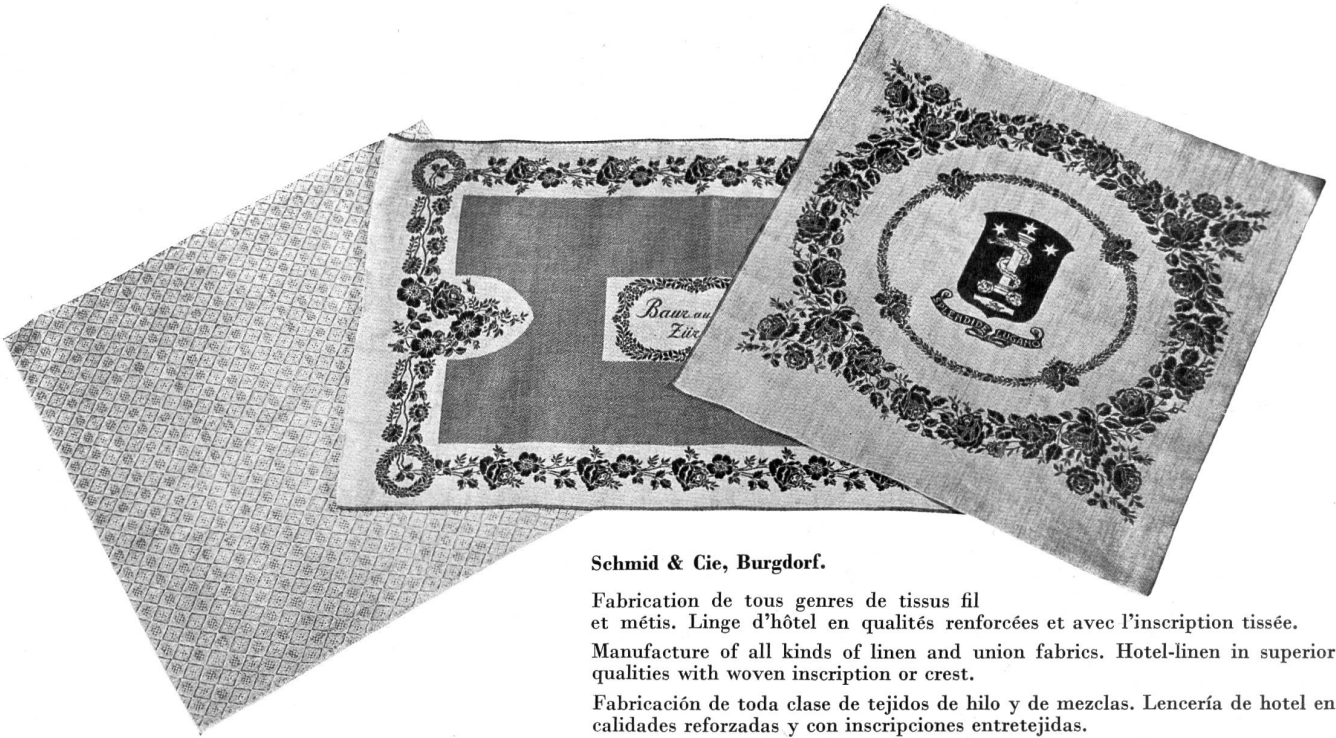 Baur au
Zür
SPLENDIDE LUGANO
Schmid & Cie, Burgdorf.
Fabrication de tous genres de tissus fil
et métis. Linge d'hôtel en qualités renforcées et avec l'inscription tissée.
Manufacture of all kinds of linen and union fabrics. Hotel-linen in superior
qualities with woven inscription or crest.
Fabricación de toda clase de tejidos de hilo y de mezclas. Lencería de hotel en
calidades reforzadas y con inscripciones entretejidas.